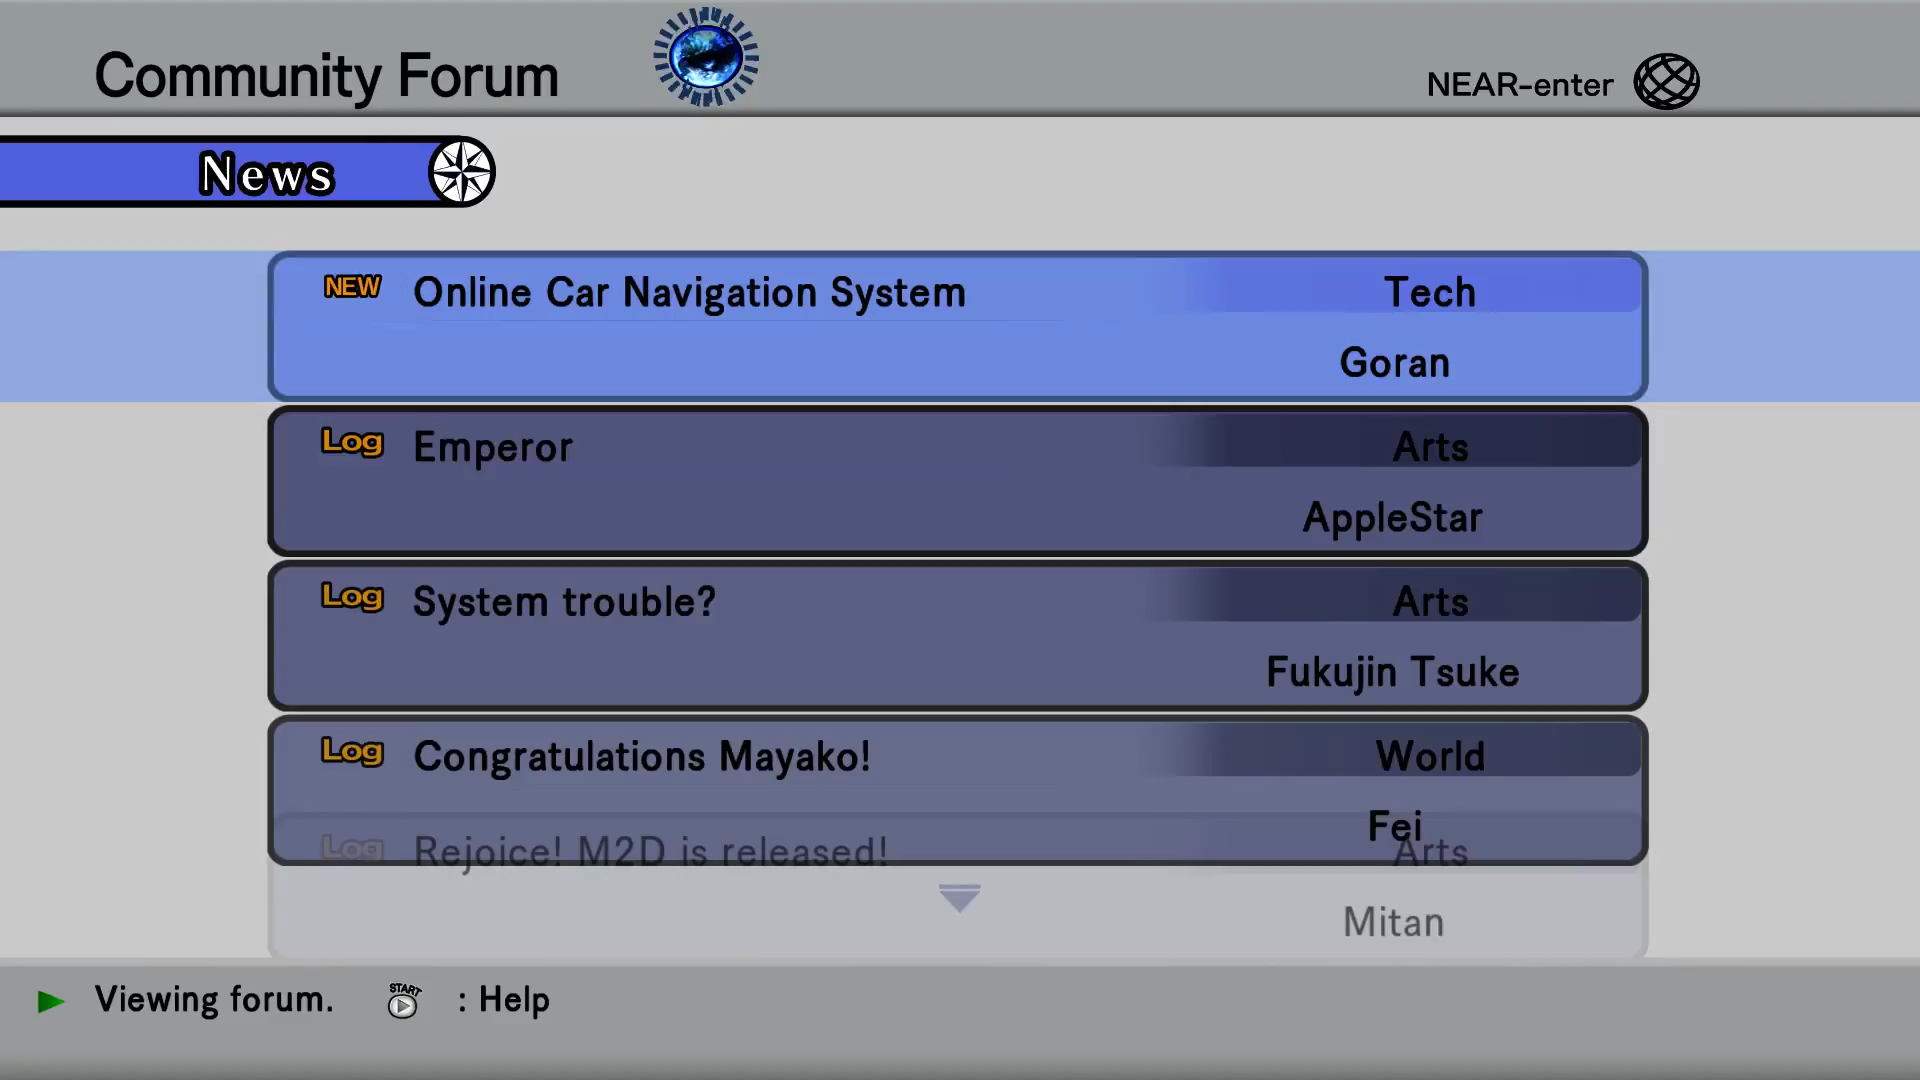 Community Forum
NEAR-enter
News
NEW Online Car Navigation System Tech
Goran
Log Emperor Arts
AppleStar
Log System trouble? Arts
Fukujin Tsuke
Log Congratulations Mayako! World
Fei
Log Rejoice! M2D is released! Arts
Mitan
Viewing forum. START : Help